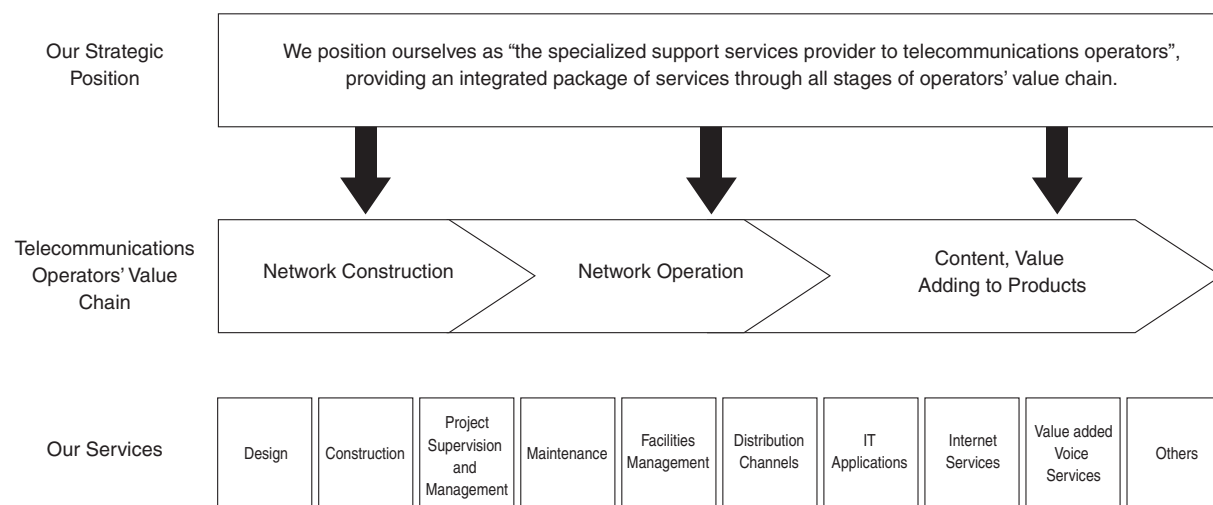 Our Strategic
Position
We position ourselves as “the specialized support services provider to telecommunications operators”,
providing an integrated package of services through all stages of operators’ value chain.
Telecommunications
Operators’ Value
Chain
Network Construction
Network Operation
Content, Value
Adding to Products
Our Services
Design
Construction
Project
Supervision
and
Management
Maintenance
Facilities
Management
Distribution
Channels
IT
Applications
Internet
Services
Value added
Voice
Services
Others